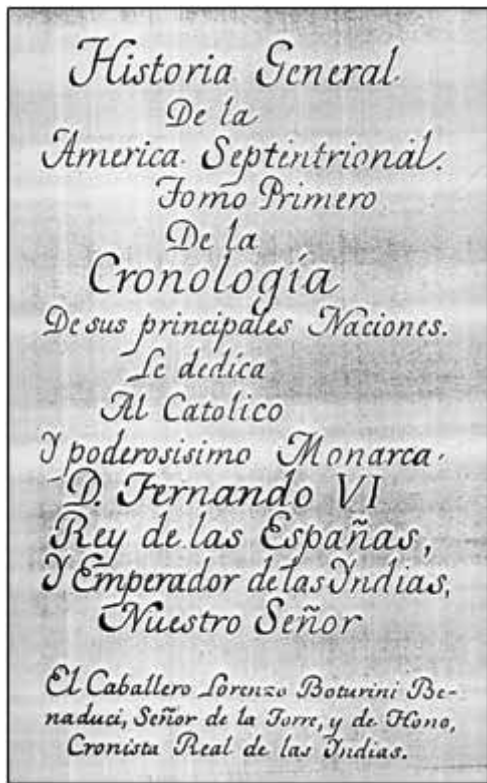 Historia General.
De la
America. Septentrional.
Tomo Primero
De la
Cronología
De sus principales Naciones.
Le dedica
Al Catolico
Y poderosisimo Monarca.
D. Fernando VI
Rey de las Españas,
Y Emperador de las Yndias,
Nuestro Señor
El Caballero Lorenzo Boturini Be-
naduci, Señor de la Torre, y de Hono,
Cronista Real de las Yndias.